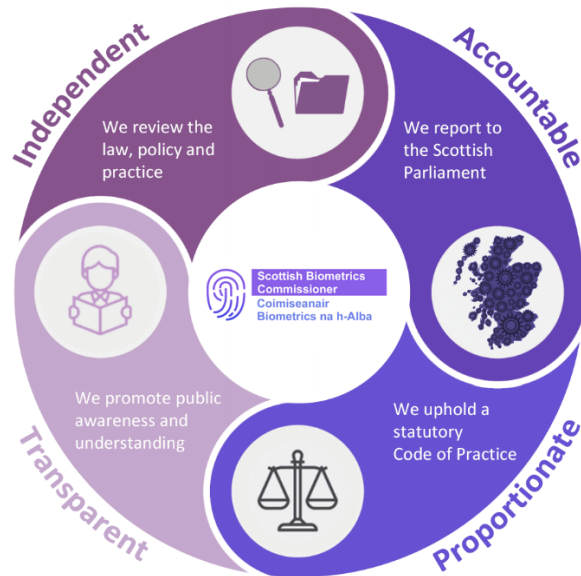 Independent
We review the
law, policy and
practice
Accountable
We report to
the Scottish
Parliament
Scottish Biometrics
Commissioner
Coimiseanair
Biometrics na h-Alba
We promote public
awareness and
understanding
Transparent
We uphold a
statutory
Code of Practice
Proportionate